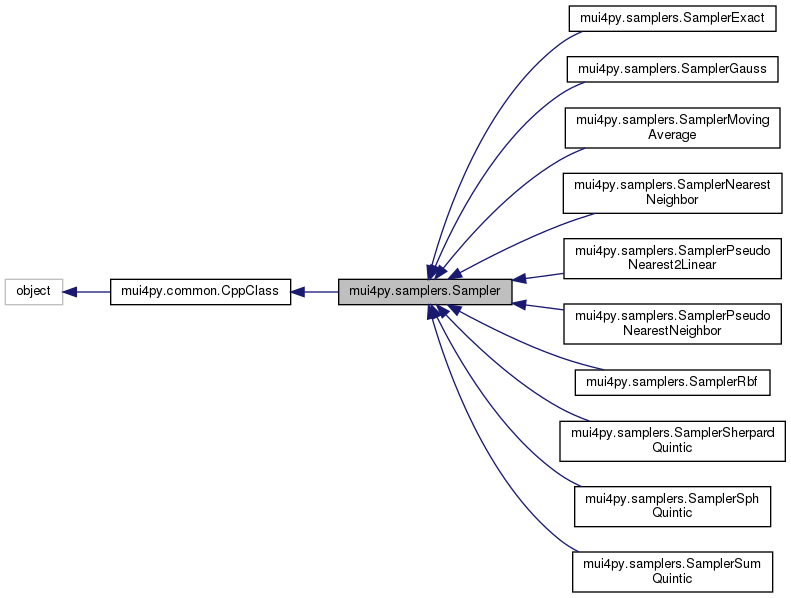 object
mui4py.common.CppClass
mui4py.samplers.Sampler
mui4py.samplers.SamplerExact
mui4py.samplers.SamplerGauss
mui4py.samplers.SamplerMoving
Average
mui4py.samplers.SamplerNearest
Neighbor
mui4py.samplers.SamplerPseudo
Nearest2Linear
mui4py.samplers.SamplerPseudo
NearestNeighbor
mui4py.samplers.SamplerRbf
mui4py.samplers.SamplerSherpard
Quintic
mui4py.samplers.SamplerSph
Quintic
mui4py.samplers.SamplerSum
Quintic